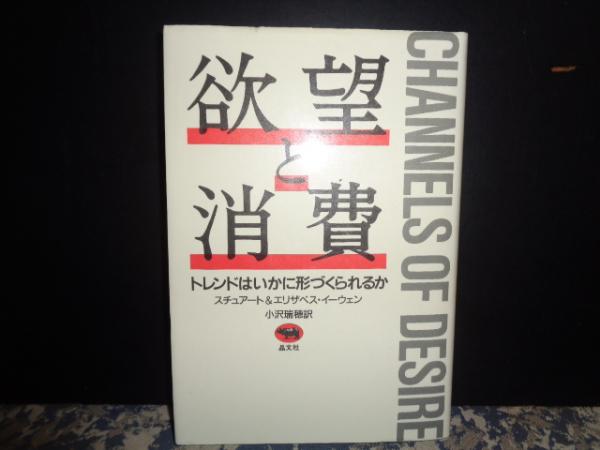 欲望
と
消費
トレンドはいかに形づくられるか
スチュアート&エリザベス・イーウェン
小沢瑞穂訳
晶文社
CHANNELS OF DESIRE